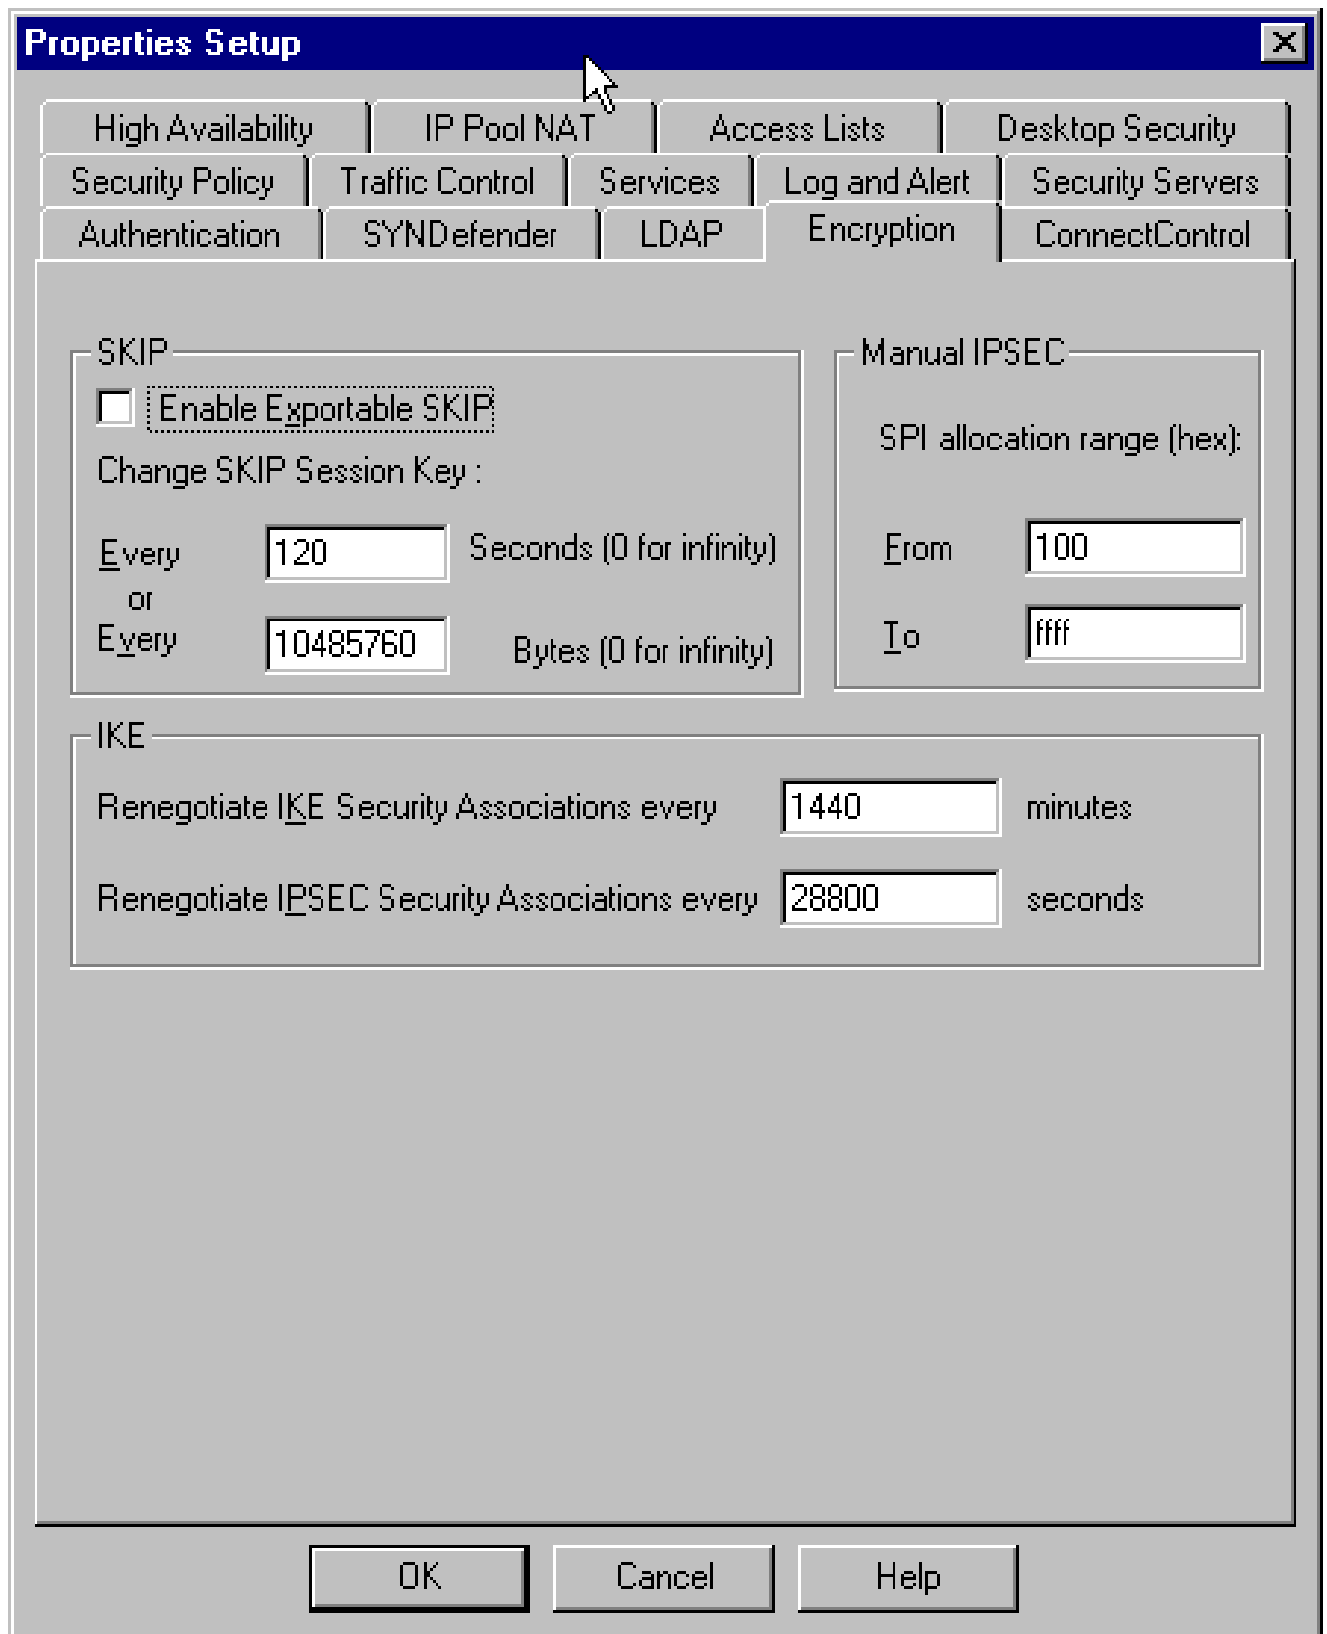 Properties Setup
High Availability IP Pool NAT Access Lists Desktop Security
Security Policy Traffic Control Services Log and Alert Security Servers
Authentication SYNDefender LDAP Encryption ConnectControl
SKIP
Enable Exportable SKIP
Change SKIP Session Key :
Every 120 Seconds (0 for infinity)
or
Every 10485760 Bytes (0 for infinity)
Manual IPSEC
SPI allocation range (hex):
From 100
To ffff
IKE
Renegotiate IKE Security Associations every 1440 minutes
Renegotiate IPSEC Security Associations every 28800 seconds
OK Cancel Help